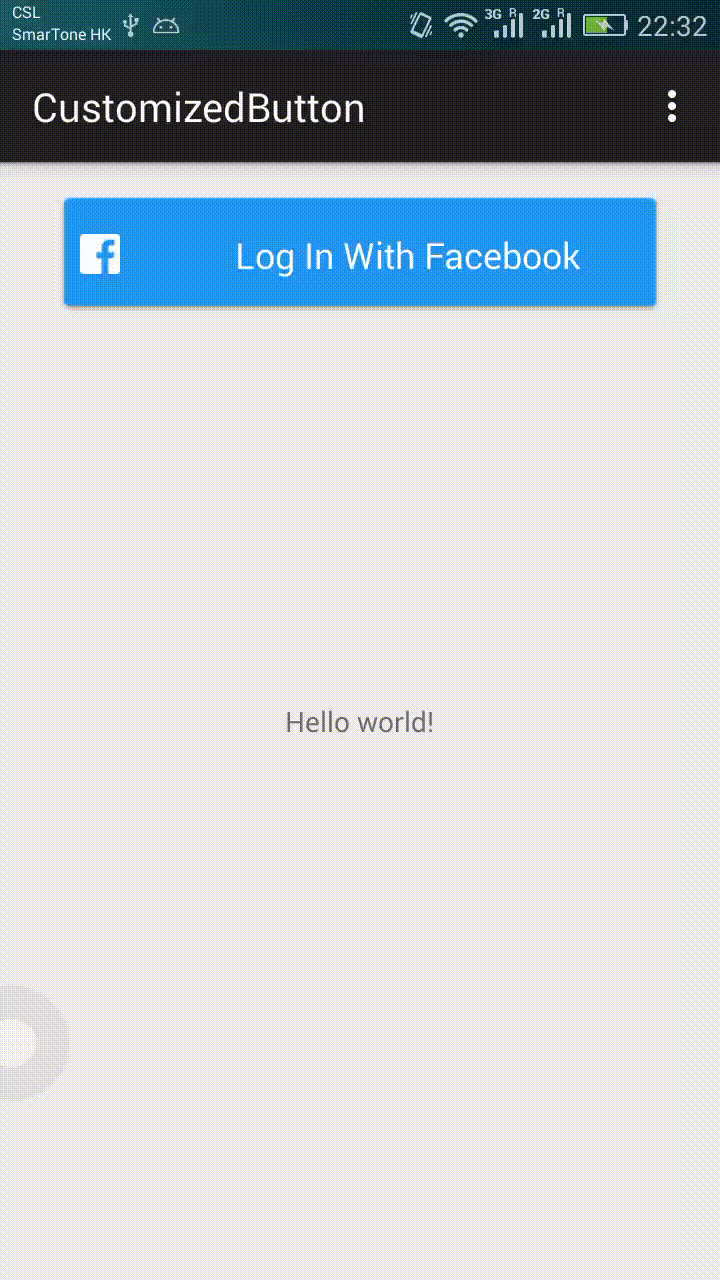 CSL
SmarTone HK
3G R 2G R 22:32
CustomizedButton
f Log In With Facebook
Hello world!